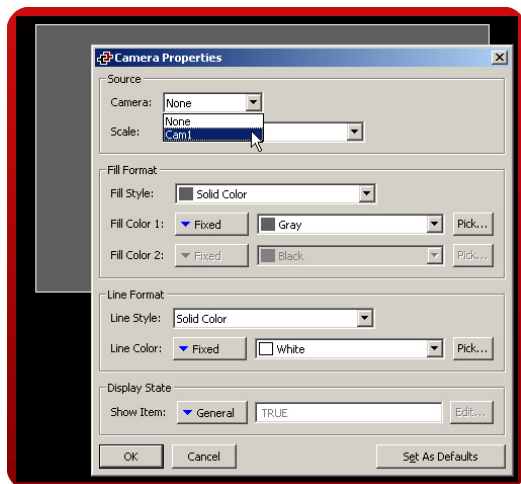 Camera Properties
Source
Camera: None
None
Cam1
Scale:
Fill Format
Fill Style: Solid Color
Fill Color 1: Fixed Gray Pick...
Fill Color 2: Fixed Black Pick...
Line Format
Line Style: Solid Color
Line Color: Fixed White Pick...
Display State
Show Item: General TRUE Edit...
OK Cancel Set As Defaults